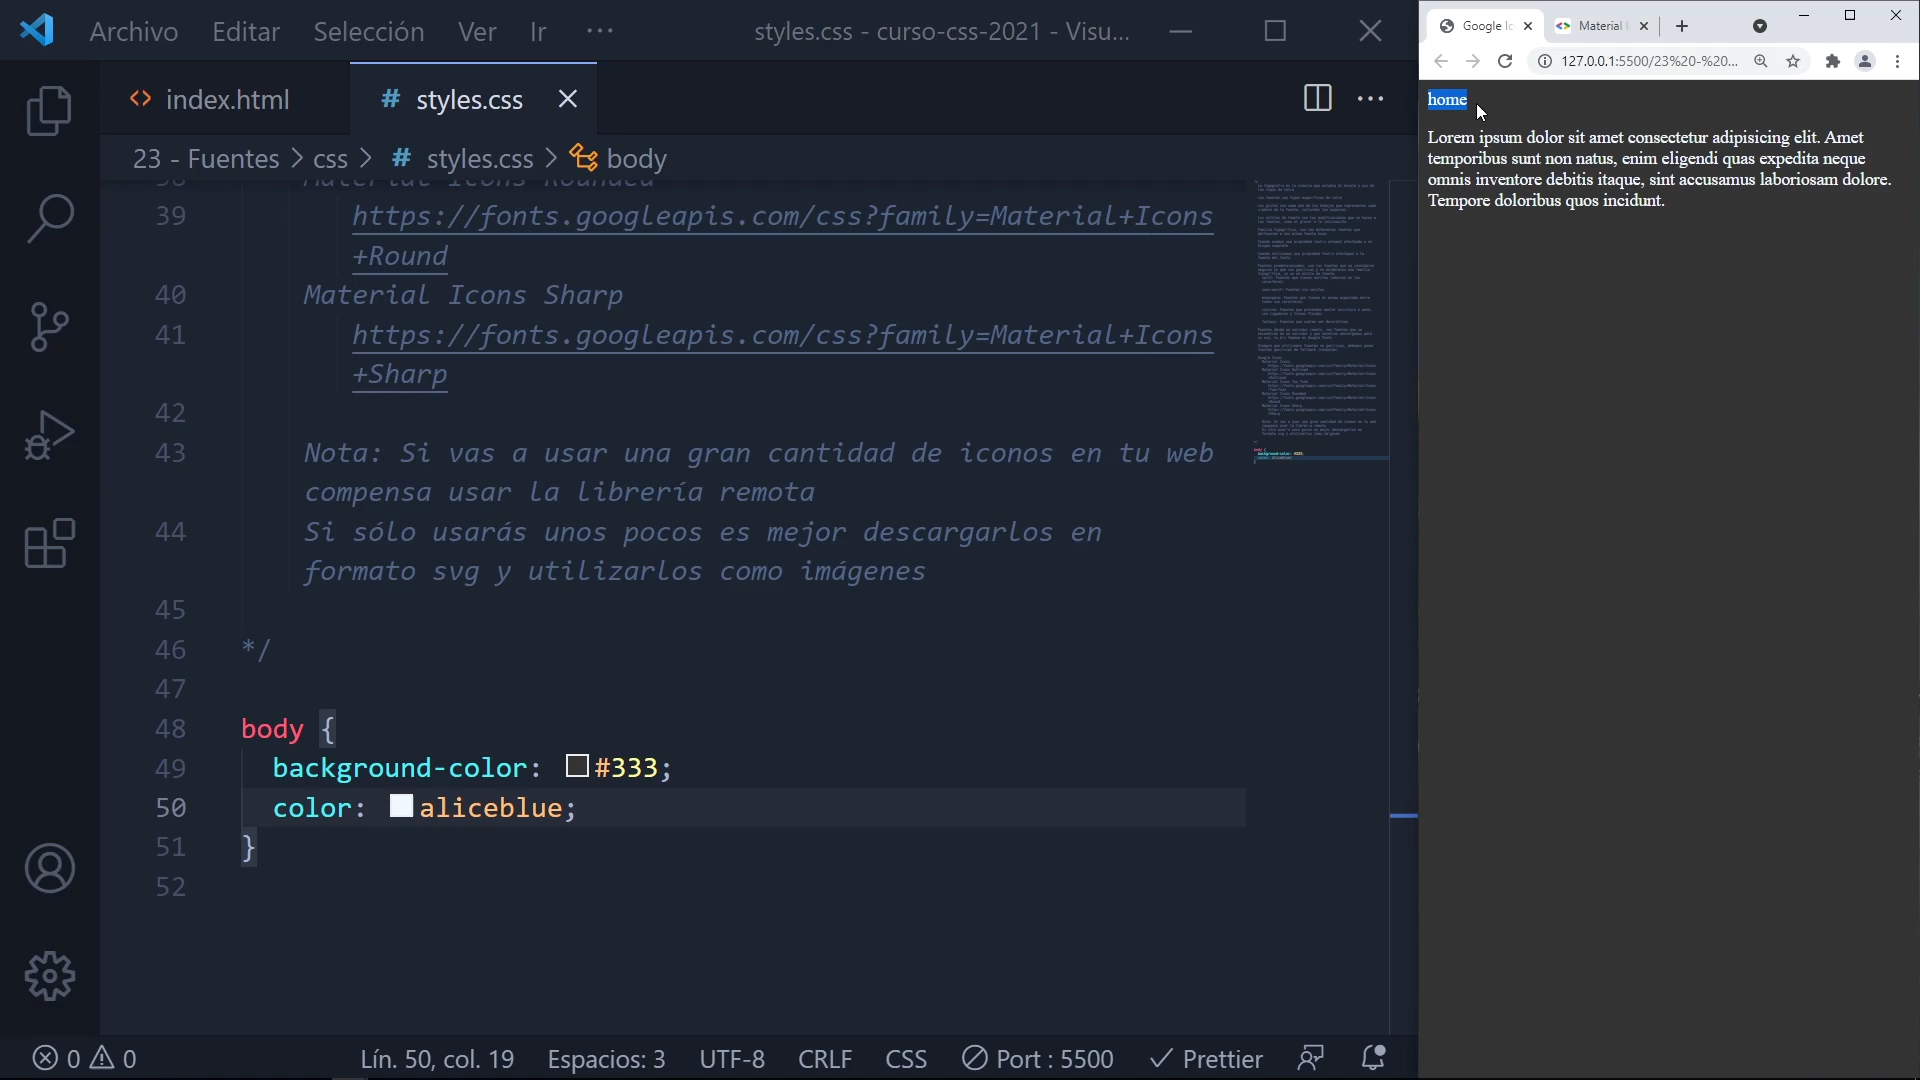 Archivo Editar Selección Ver Ir ··· styles.css - curso-css-2021 - Visu...
<> index.html # styles.css
23 - Fuentes > css > # styles.css > body
39 https://fonts.googleapis.com/css?family=Material+Icons
+Round
40 Material Icons Sharp
41 https://fonts.googleapis.com/css?family=Material+Icons
+Sharp
42
43 Nota: Si vas a usar una gran cantidad de iconos en tu web
compensa usar la librería remota
44 Si sólo usarás unos pocos es mejor descargarlos en
formato svg y utilizarlos como imágenes
45
46 */
47
48 body {
49 background-color: #333;
50 color: aliceblue;
51 }
52
0 0 Lín. 50, col. 19 Espacios: 3 UTF-8 CRLF CSS Port : 5500 Prettier
Google Ic Material
127.0.0.1:5500/23%20-%20...
home
Lorem ipsum dolor sit amet consectetur adipisicing elit. Amet
temporibus sunt non natus, enim eligendi quas expedita neque
omnis inventore debitis itaque, sint accusamus laboriosam dolore.
Tempore doloribus quos incidunt.